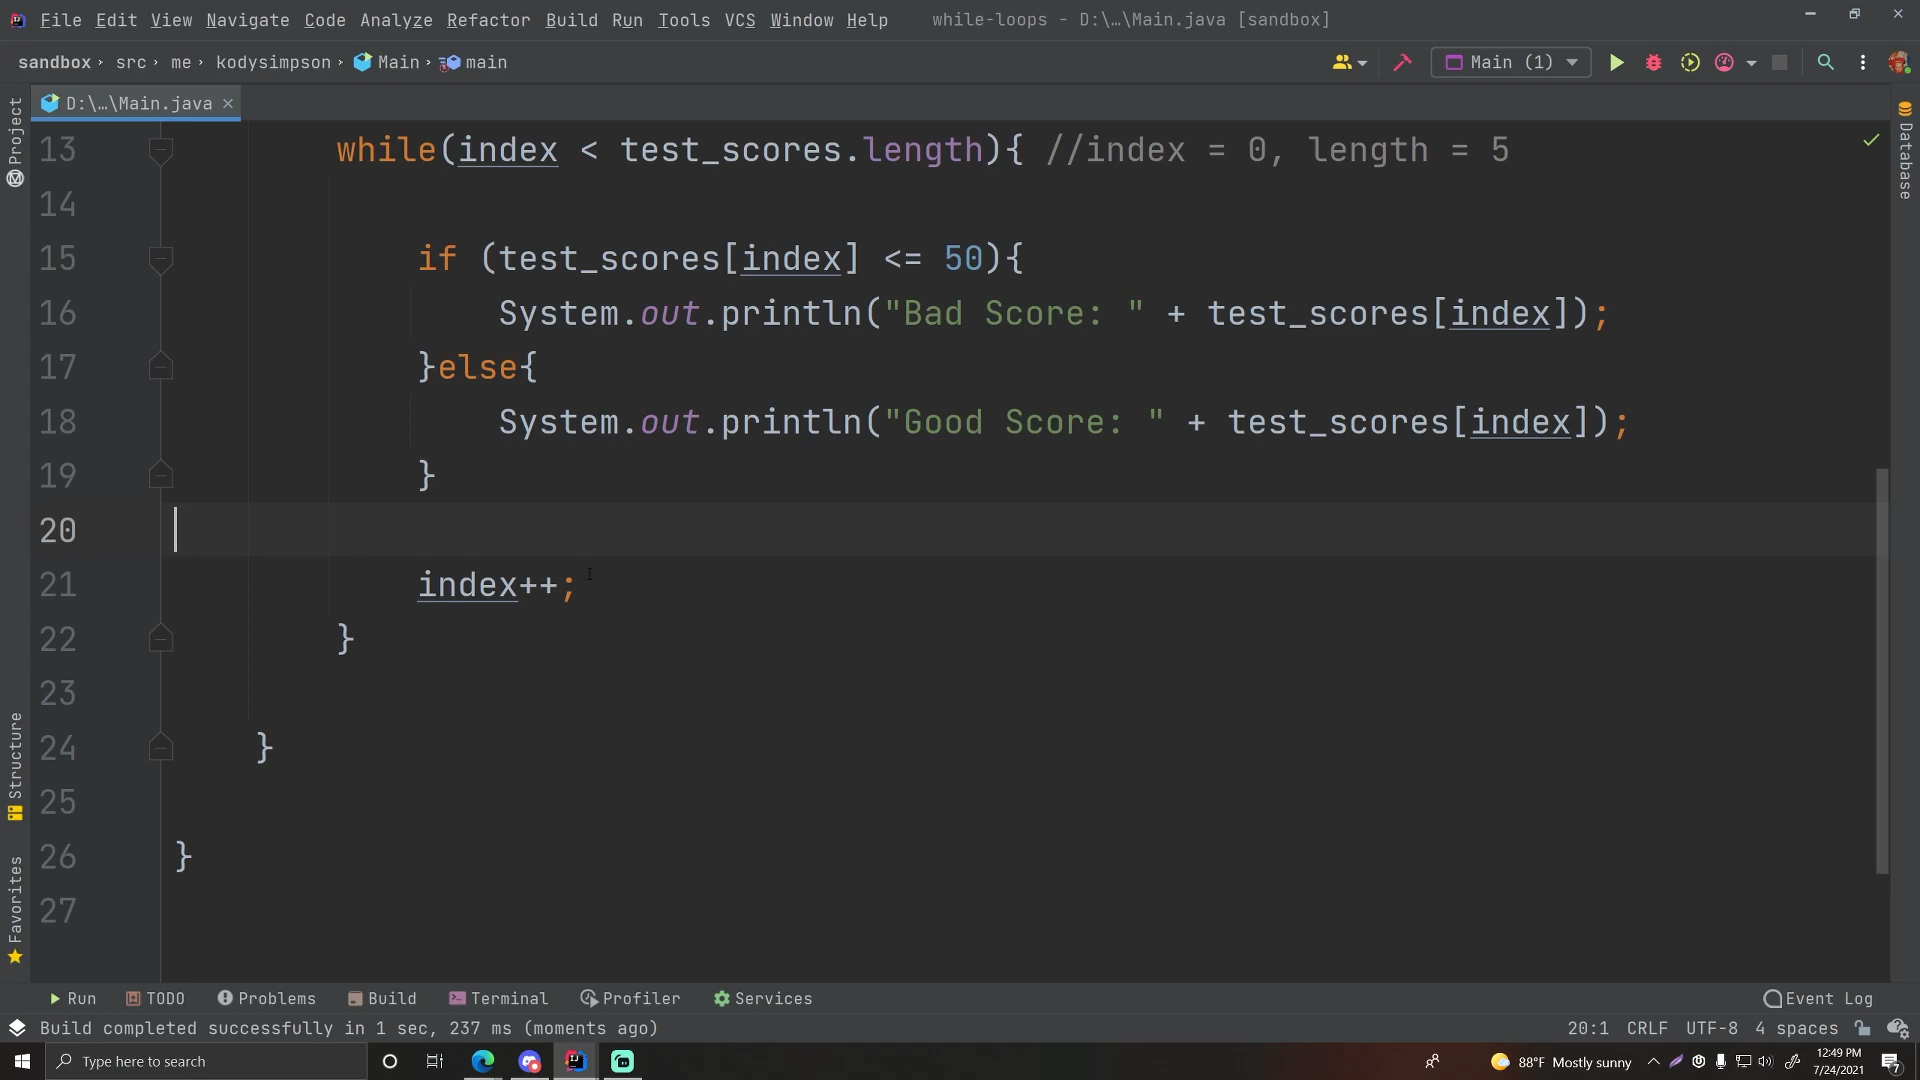 File Edit View Navigate Code Analyze Refactor Build Run Tools VCS Window Help while-loops - D:\...\Main.java [sandbox]
sandbox › src › me › kodysimpson › Main › main Main (1)
D:\...\Main.java ×
Project
Database
13 while(index < test_scores.length){ //index = 0, length = 5
14
15 if (test_scores[index] <= 50){
16 System.out.println("Bad Score: " + test_scores[index]);
17 }else{
18 System.out.println("Good Score: " + test_scores[index]);
19 }
20
21 index++;
22 }
23
24 }
25
26 }
27
Structure
Favorites
Run TODO Problems Build Terminal Profiler Services Event Log
Build completed successfully in 1 sec, 237 ms (moments ago) 20:1 CRLF UTF-8 4 spaces
Type here to search 88°F Mostly sunny 12:49 PM
7/24/2021 7